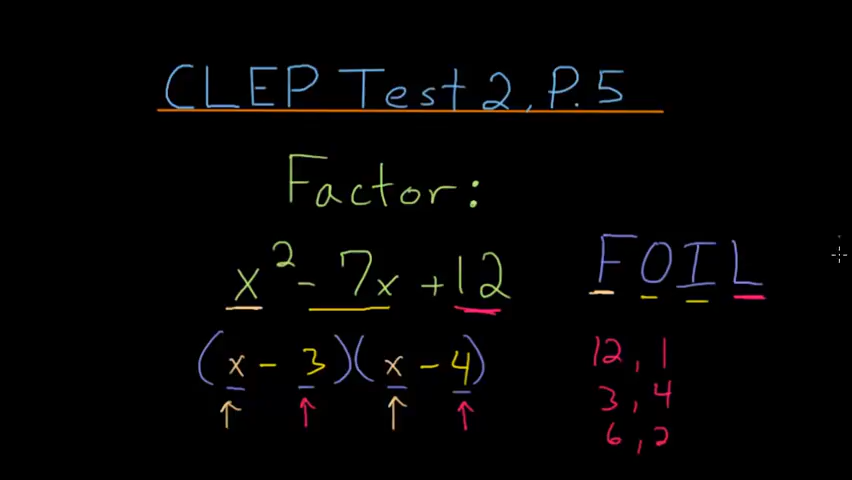 CLEP Test 2, P.5
Factor:
x² - 7x + 12
(x - 3)(x - 4)
FOIL
12, 1
3, 4
6, 2